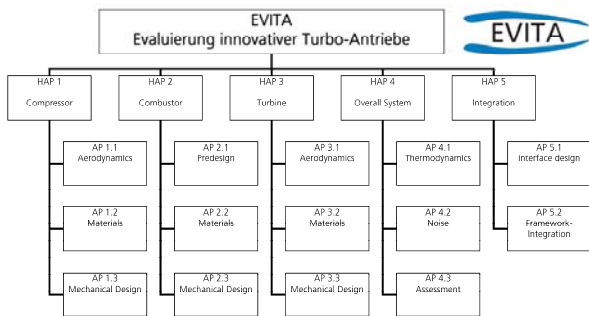 EVITA
Evaluierung innovativer Turbo-Antriebe
EVITA
HAP 1
Compressor
HAP 2
Combustor
HAP 3
Turbine
HAP 4
Overall System
HAP 5
Integration
AP 1.1
Aerodynamics
AP 2.1
Predesign
AP 3.1
Aerodynamics
AP 4.1
Thermodynamics
AP 5.1
Interface design
AP 1.2
Materials
AP 2.2
Materials
AP 3.2
Materials
AP 4.2
Noise
AP 5.2
Framework-
Integration
AP 1.3
Mechanical Design
AP 2.3
Mechanical Design
AP 3.3
Mechanical Design
AP 4.3
Assessment